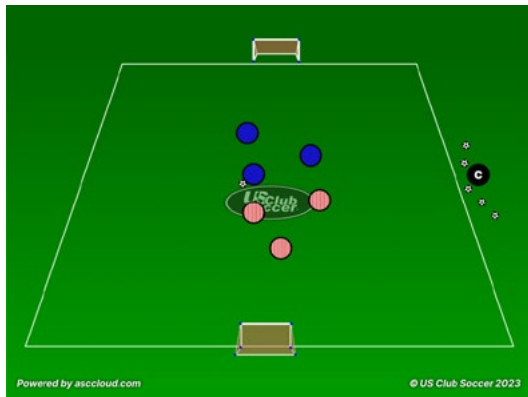 C
US Club
Soccer
Powered by asccloud.com
© US Club Soccer 2023